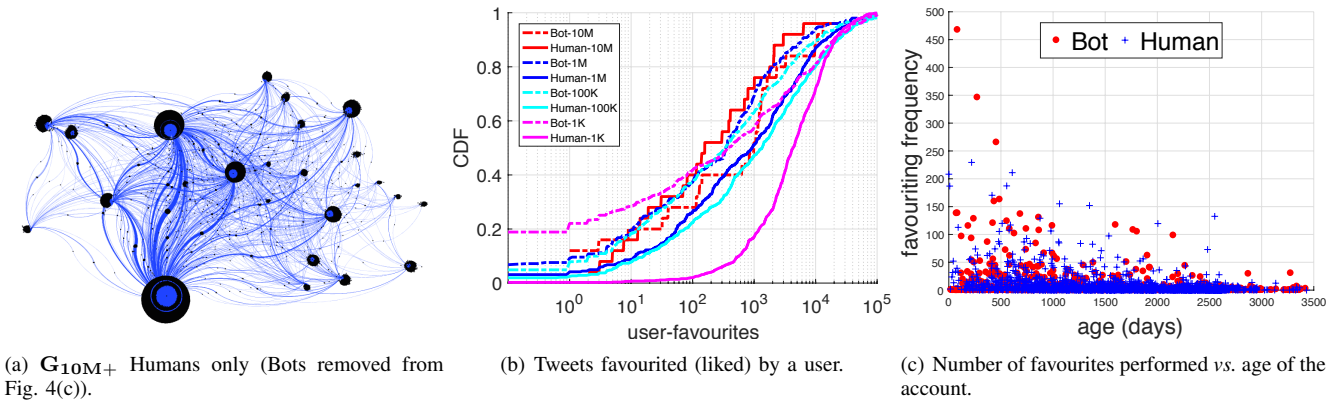 1
0.8
0.6
0.4
0.2
0
CDF
Bot-10M
Human-10M
Bot-1M
Human-1M
Bot-100K
Human-100K
Bot-1K
Human-1K
10^0 10^1 10^2 10^3 10^4 10^5
user-favourites
500
450
400
350
300
250
200
150
100
50
0
favouriting frequency
Bot Human
0 500 1000 1500 2000 2500 3000 3500
age (days)
(a) G10M+ Humans only (Bots removed from
Fig. 4(c)).
(b) Tweets favourited (liked) by a user.
(c) Number of favourites performed vs. age of the
account.